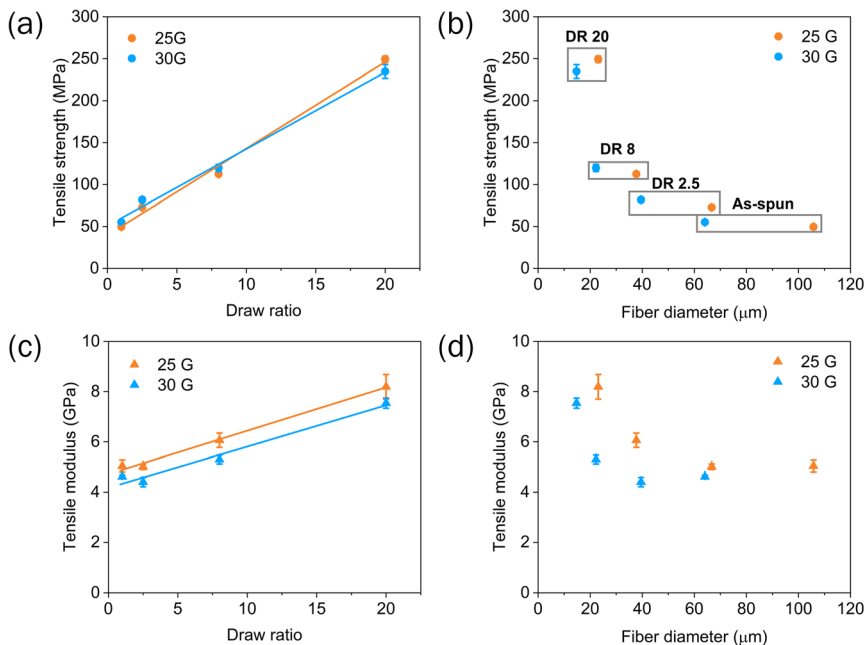 (a)
300
250
200
150
100
50
0
Tensile strength (MPa)
25G
30G
0 5 10 15 20
Draw ratio
(b)
300
250
200
150
100
50
0
Tensile strength (MPa)
DR 20
25 G
30 G
DR 8
DR 2.5
As-spun
0 20 40 60 80 100 120
Fiber diameter (μm)
(c)
10
8
6
4
2
0
Tensile modulus (GPa)
25 G
30 G
0 5 10 15 20
Draw ratio
(d)
10
8
6
4
2
0
Tensile modulus (GPa)
25 G
30 G
0 20 40 60 80 100 120
Fiber diameter (μm)